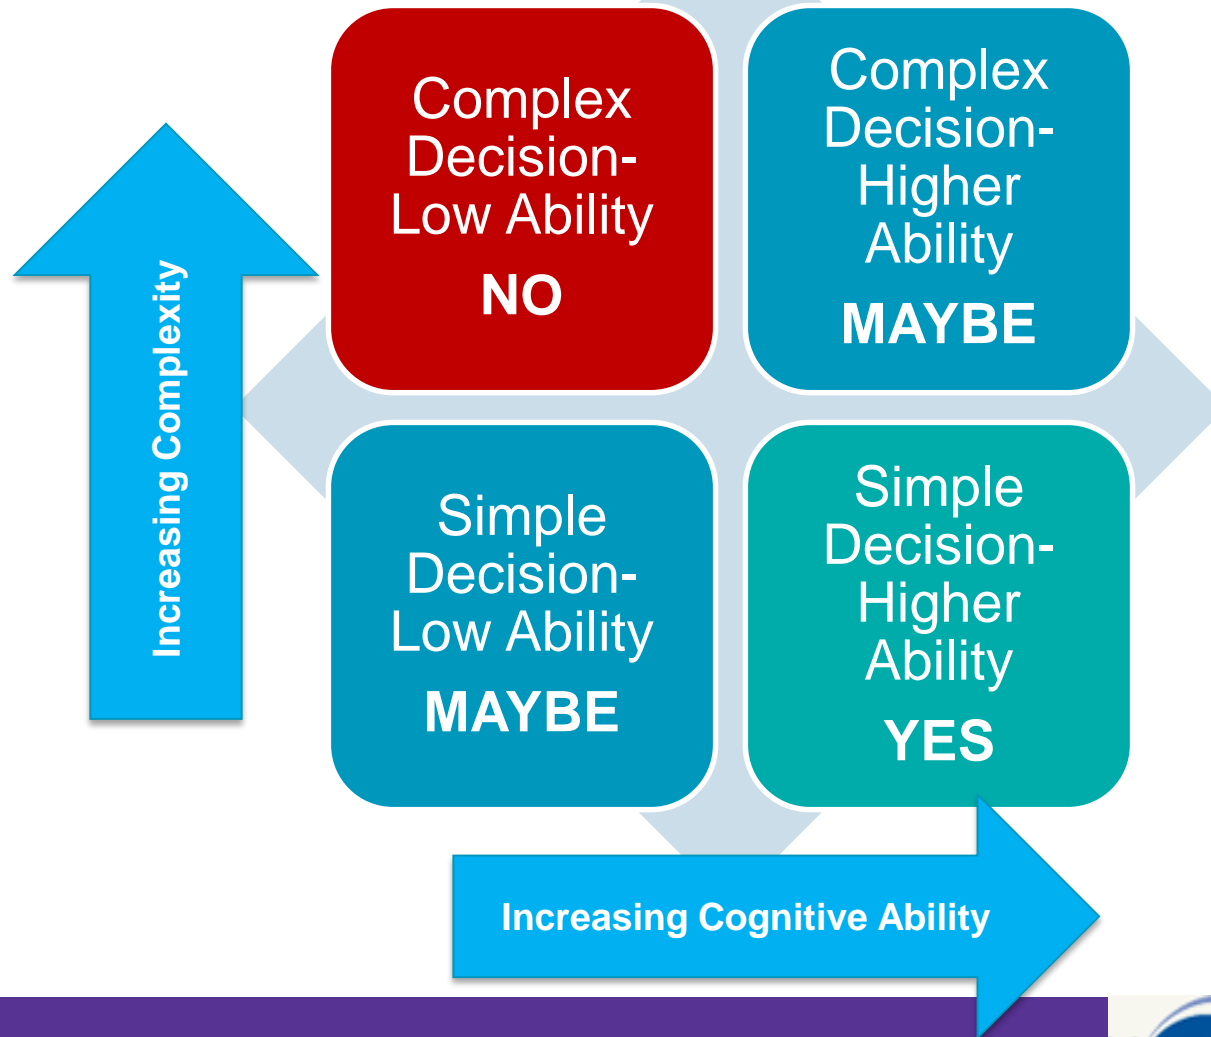 Complex
Decision-
Low Ability
NO
Complex
Decision-
Higher
Ability
MAYBE
Increasing Complexity
Simple
Decision-
Low Ability
MAYBE
Simple
Decision-
Higher
Ability
YES
Increasing Cognitive Ability